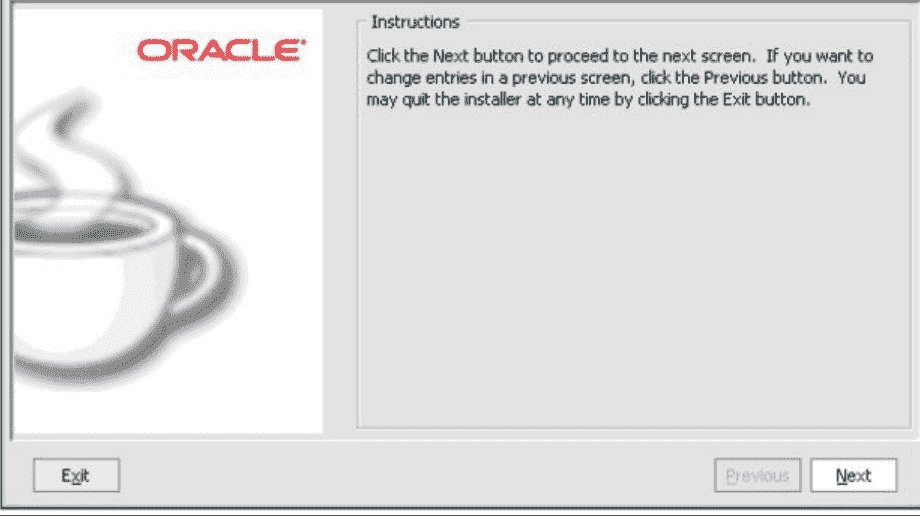 ORACLE
Instructions
Click the Next button to proceed to the next screen.  If you want to
change entries in a previous screen, click the Previous button.  You
may quit the installer at any time by clicking the Exit button.
Exit
Previous
Next